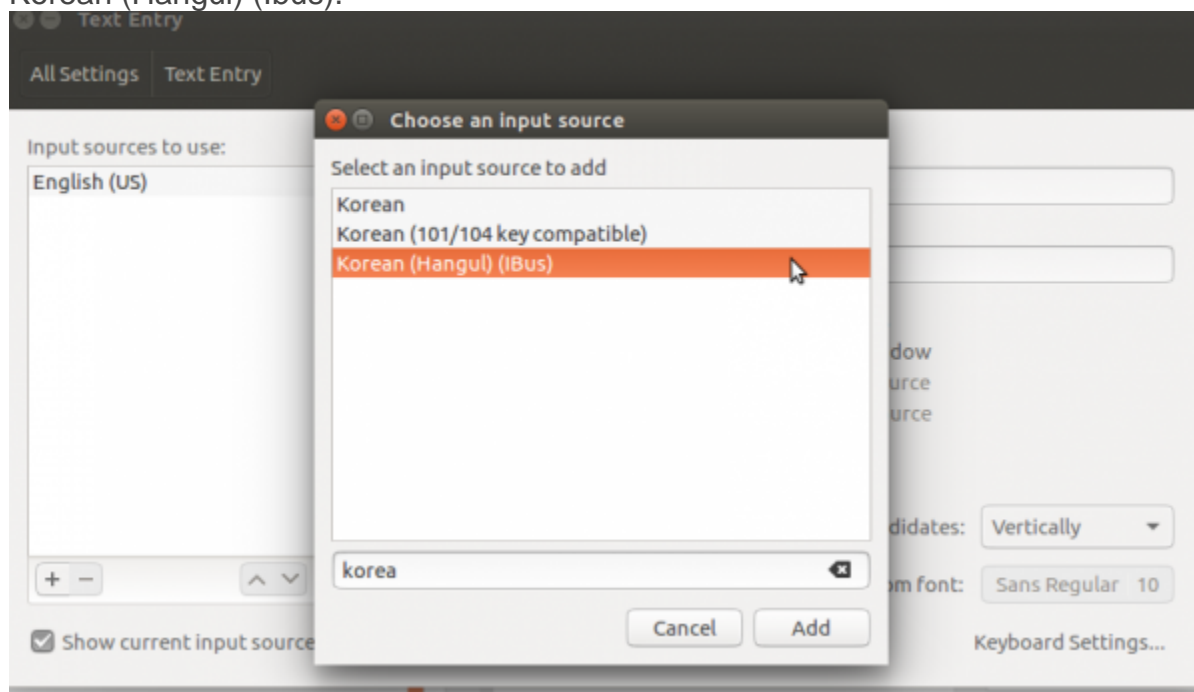 Korean (Hangul) (Ibus).
Text Entry
All Settings Text Entry
Choose an input source
Input sources to use:
Select an input source to add
English (US)
Korean
Korean (101/104 key compatible)
Korean (Hangul) (IBus)
dow
urce
urce
didates: Vertically
korea
om font: Sans Regular 10
+ −
Cancel Add
Show current input source
Keyboard Settings...